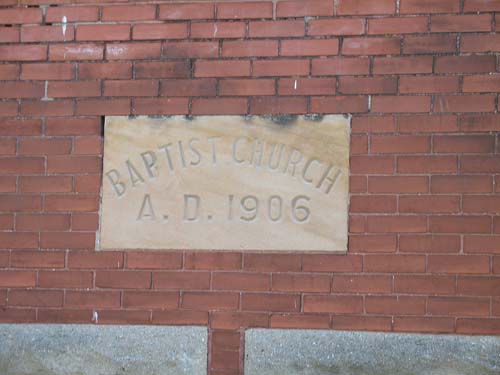 BAPTIST CHURCH
A. D. 1906